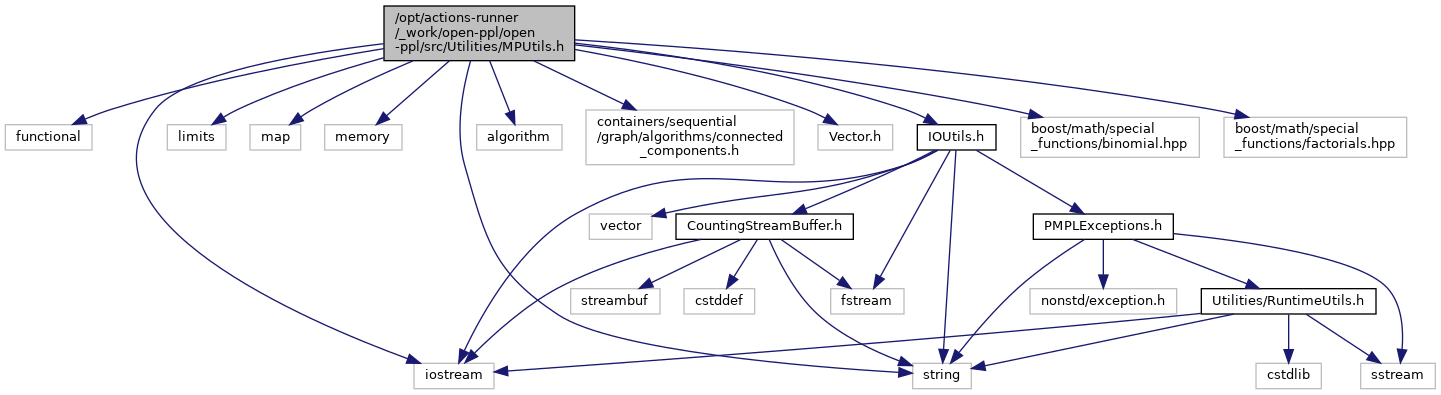 /opt/actions-runner
/_work/open-ppl/open
-ppl/src/Utilities/MPUtils.h
functional
limits
map
memory
algorithm
containers/sequential
/graph/algorithms/connected
_components.h
Vector.h
IOUtils.h
boost/math/special
_functions/binomial.hpp
boost/math/special
_functions/factorials.hpp
vector
CountingStreamBuffer.h
PMPLExceptions.h
streambuf
cstddef
fstream
nonstd/exception.h
Utilities/RuntimeUtils.h
iostream
string
cstdlib
sstream